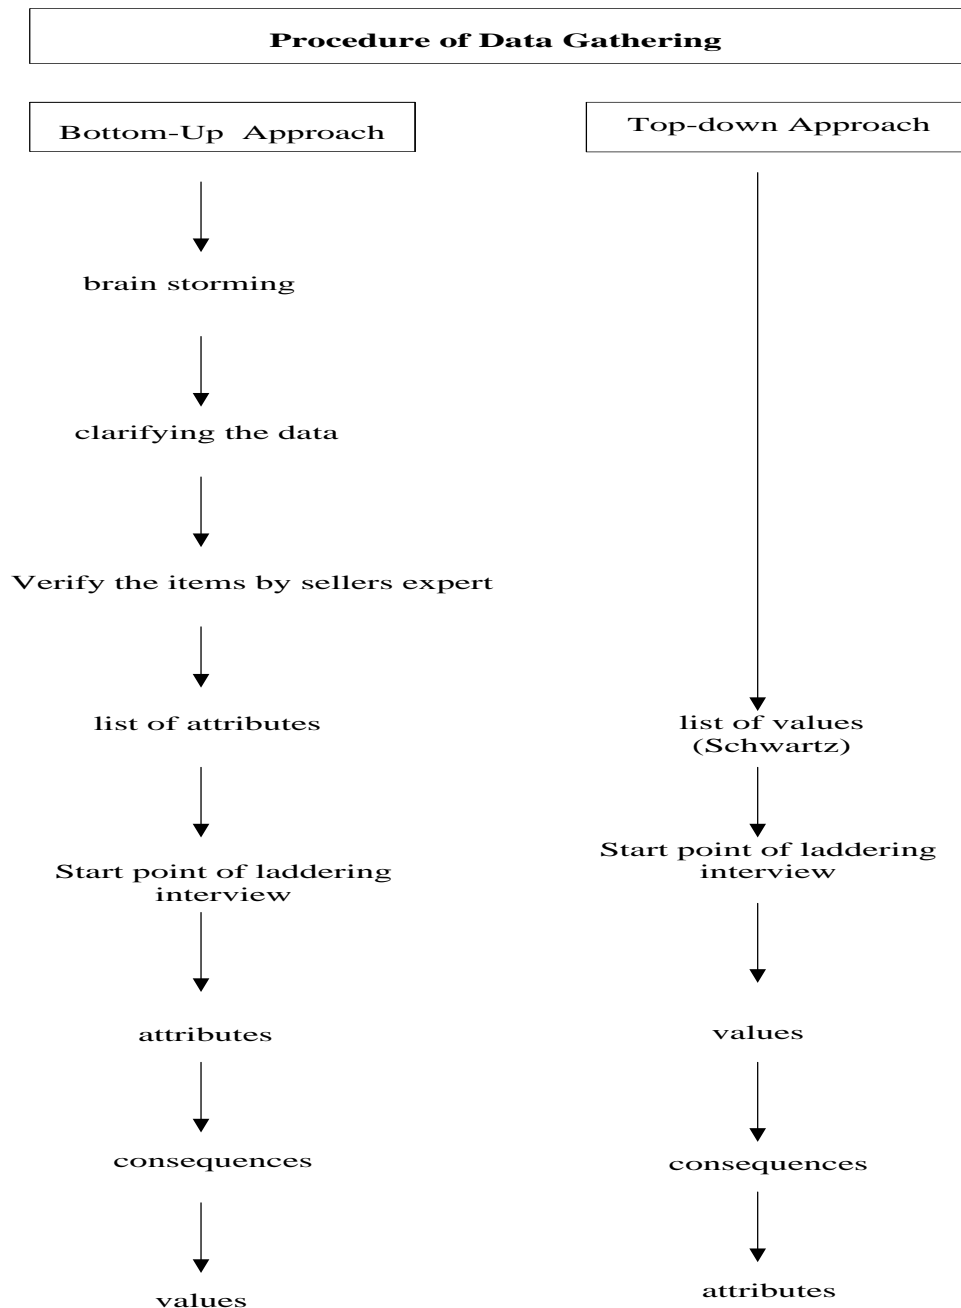 Procedure of Data Gathering
Bottom-Up Approach
brain storming
clarifying the data
Verify the items by sellers expert
list of attributes
Start point of laddering
interview
attributes
consequences
values
Top-down Approach
list of values
(Schwartz)
Start point of laddering
interview
values
consequences
attributes